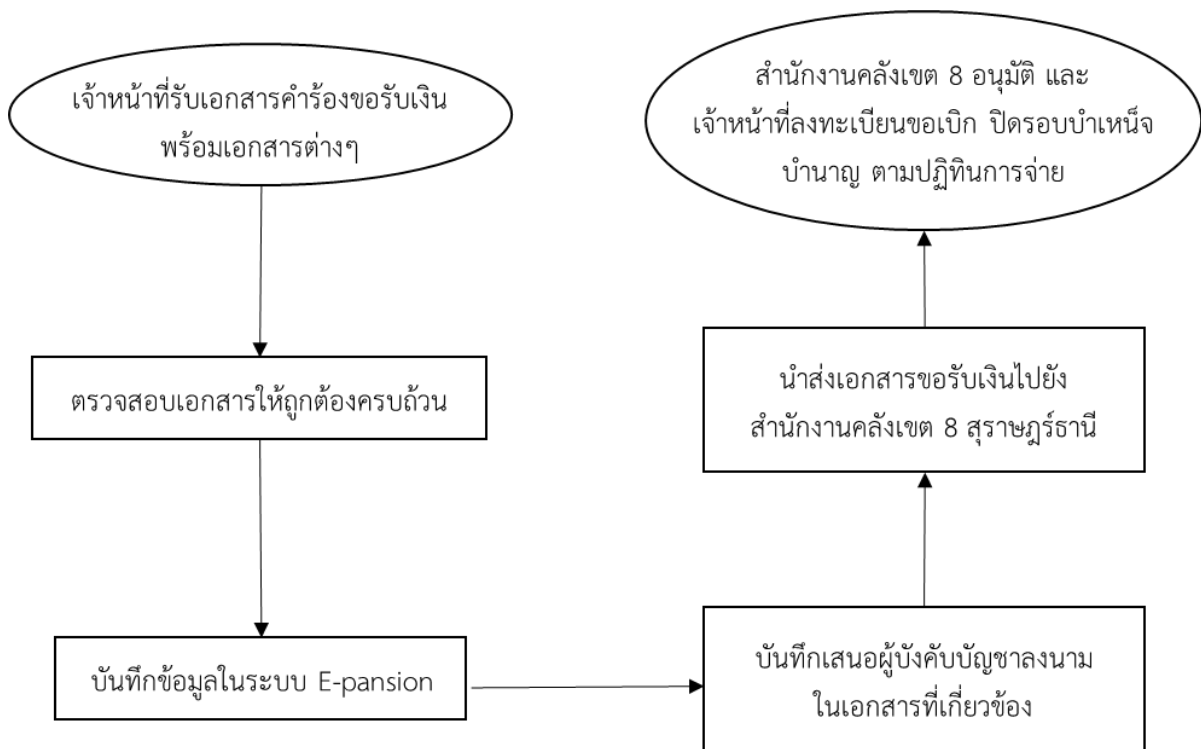 เจ้าหน้าที่รับเอกสารคำร้องขอรับเงิน
พร้อมเอกสารต่างๆ
ตรวจสอบเอกสารให้ถูกต้องครบถ้วน
บันทึกข้อมูลในระบบ E-pansion
บันทึกเสนอผู้บังคับบัญชาลงนาม
ในเอกสารที่เกี่ยวข้อง
นำส่งเอกสารขอรับเงินไปยัง
สำนักงานคลังเขต 8 สุราษฎร์ธานี
สำนักงานคลังเขต 8 อนุมัติ และ
เจ้าหน้าที่ลงทะเบียนขอเบิก ปิดรอบบำเหน็จ
บำนาญ ตามปฏิทินการจ่าย